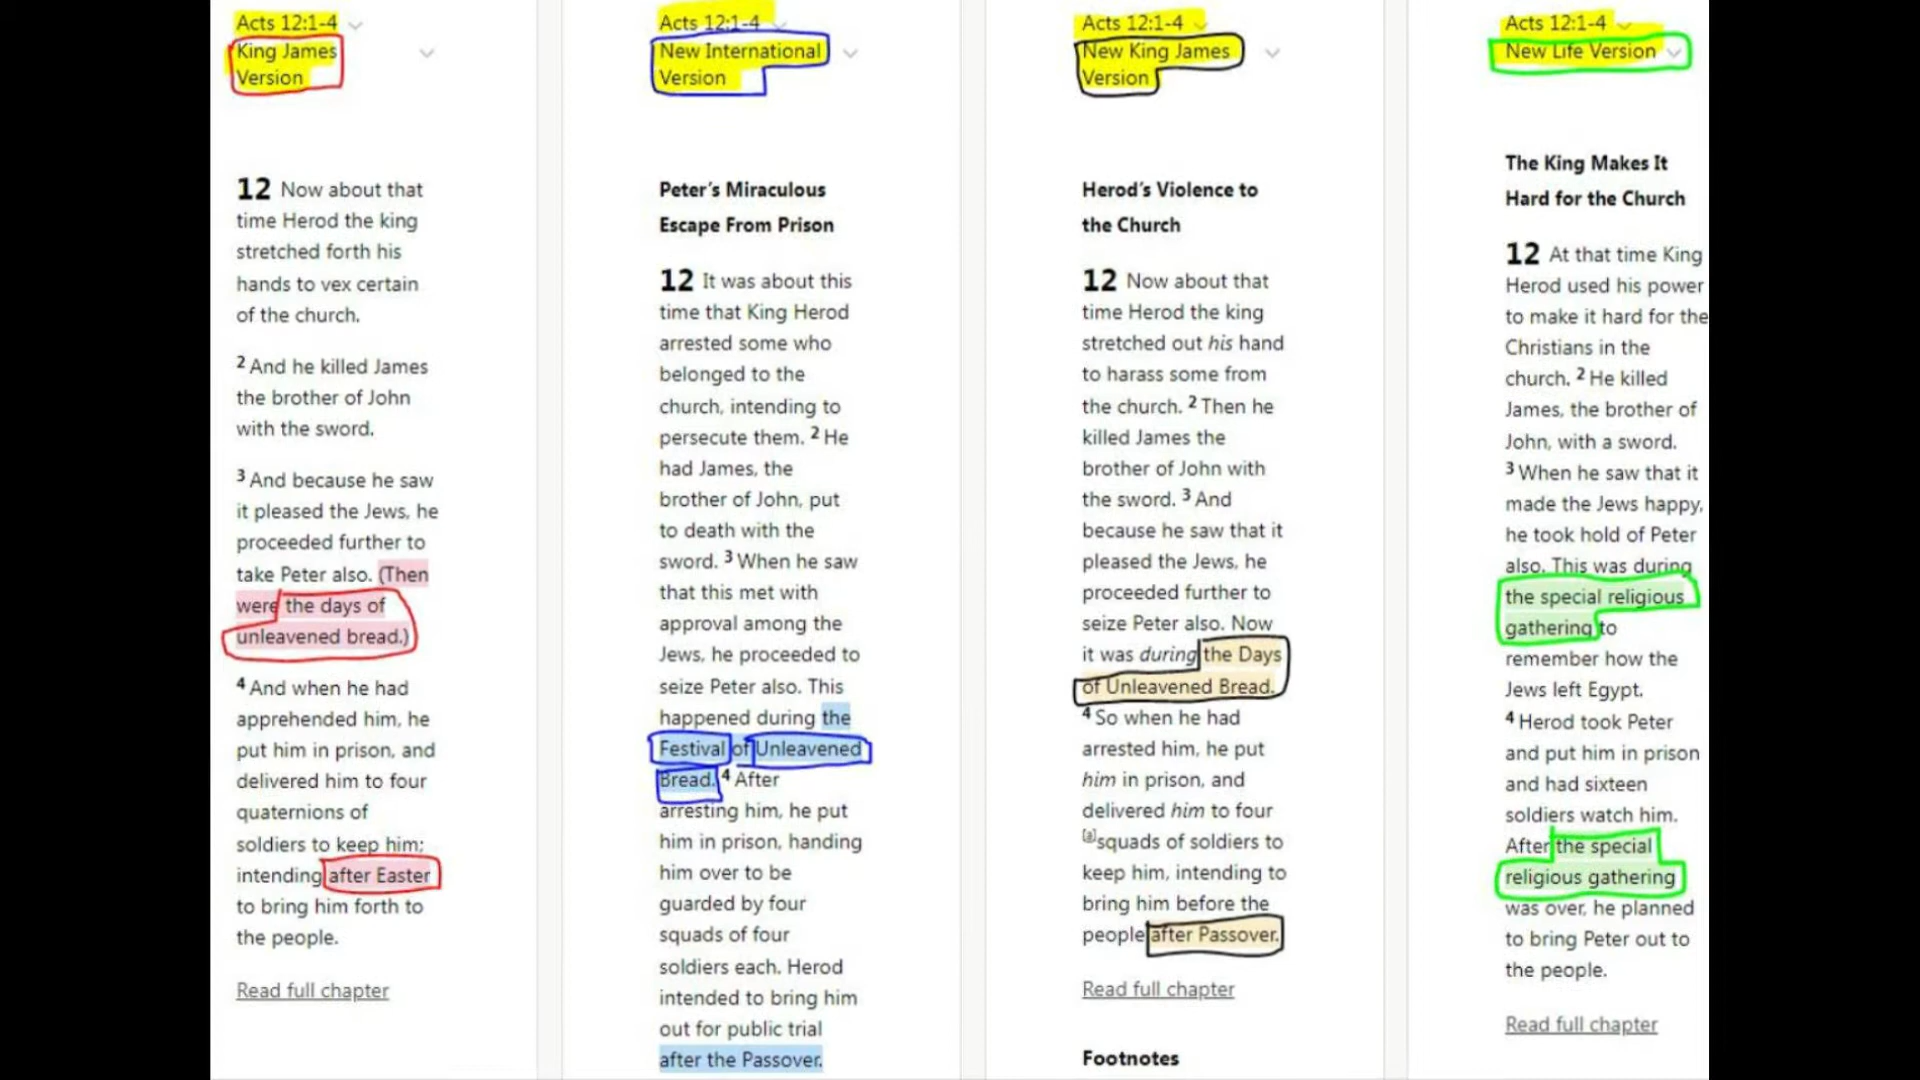 Acts 12:1-4
King James
Version
12 Now about that
time Herod the king
stretched forth his
hands to vex certain
of the church.
2 And he killed James
the brother of John
with the sword.
3 And because he saw
it pleased the Jews, he
proceeded further to
take Peter also. (Then
were the days of
unleavened bread.)
4 And when he had
apprehended him, he
put him in prison, and
delivered him to four
quaternions of
soldiers to keep him;
intending after Easter
to bring him forth to
the people.
Read full chapter
Acts 12:1-4
New International
Version
Peter's Miraculous
Escape From Prison
12 It was about this
time that King Herod
arrested some who
belonged to the
church, intending to
persecute them. 2 He
had James, the
brother of John, put
to death with the
sword. 3 When he saw
that this met with
approval among the
Jews, he proceeded to
seize Peter also. This
happened during the
Festival of Unleavened
Bread. 4 After
arresting him, he put
him in prison, handing
him over to be
guarded by four
squads of four
soldiers each. Herod
intended to bring him
out for public trial
after the Passover.
Acts 12:1-4
New King James
Version
Herod's Violence to
the Church
12 Now about that
time Herod the king
stretched out his hand
to harass some from
the church. 2 Then he
killed James the
brother of John with
the sword. 3 And
because he saw that it
pleased the Jews, he
proceeded further to
seize Peter also. Now
it was during the Days
of Unleavened Bread.
4 So when he had
arrested him, he put
him in prison, and
delivered him to four
[a]squads of soldiers to
keep him, intending to
bring him before the
people after Passover.
Read full chapter
Footnotes
Acts 12:1-4
New Life Version
The King Makes It
Hard for the Church
12 At that time King
Herod used his power
to make it hard for the
Christians in the
church. 2 He killed
James, the brother of
John, with a sword.
3 When he saw that it
made the Jews happy,
he took hold of Peter
also. This was during
the special religious
gathering to
remember how the
Jews left Egypt.
4 Herod took Peter
and put him in prison
and had sixteen
soldiers watch him.
After the special
religious gathering
was over, he planned
to bring Peter out to
the people.
Read full chapter